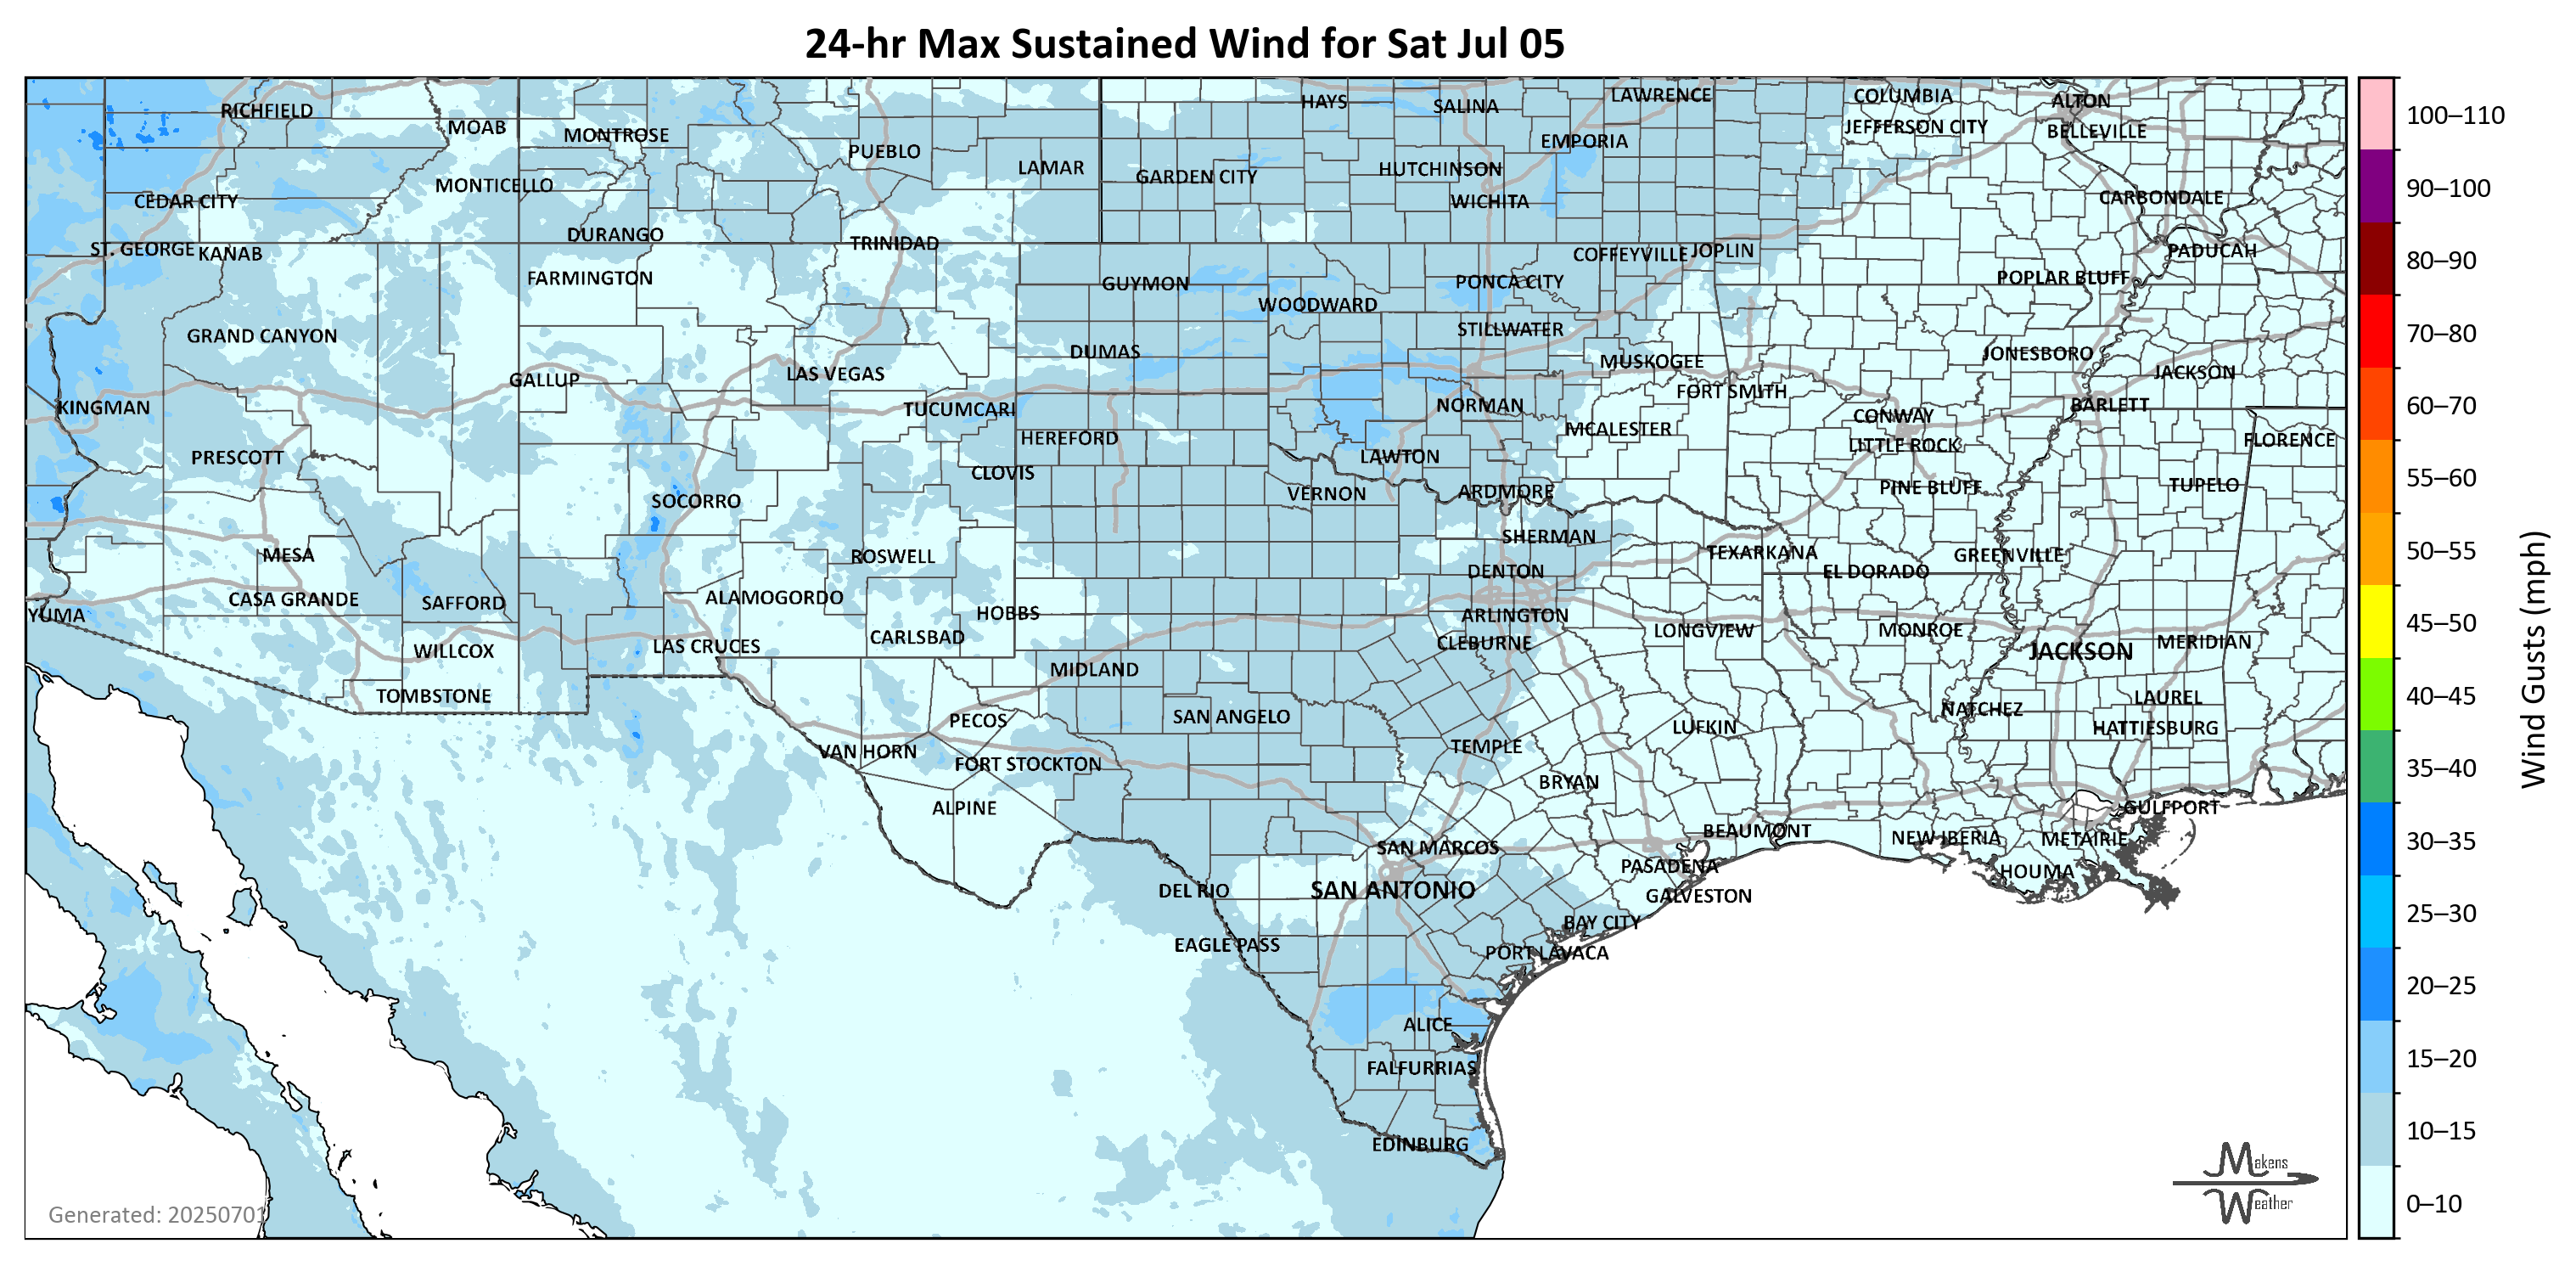 24-hr Max Sustained Wind for Sat Jul 05
RICHFIELD
MOAB
MONTROSE
PUEBLO
LAMAR
HAYS
SALINA
LAWRENCE
COLUMBIA
ALTON
JEFFERSON CITY
BELLEVILLE
EMPORIA
GARDEN CITY
HUTCHINSON
WICHITA
CARBONDALE
CEDAR CITY
MONTICELLO
ST. GEORGE
KANAB
DURANGO
TRINIDAD
COFFEYVILLE
JOPLIN
PADUCAH
FARMINGTON
GUYMON
WOODWARD
PONCA CITY
POPLAR BLUFF
GRAND CANYON
DUMAS
STILLWATER
MUSKOGEE
JONESBORO
JACKSON
GALLUP
LAS VEGAS
FORT SMITH
KINGMAN
TUCUMCARI
NORMAN
CONWAY
BARLETT
HEREFORD
MCALESTER
LITTLE ROCK
FLORENCE
PRESCOTT
CLOVIS
LAWTON
SOCORRO
VERNON
ARDMORE
PINE BLUFF
TUPELO
MESA
ROSWELL
SHERMAN
TEXARKANA
GREENVILLE
DENTON
EL DORADO
YUMA
CASA GRANDE
SAFFORD
ALAMOGORDO
HOBBS
ARLINGTON
WILLCOX
LAS CRUCES
CARLSBAD
CLEBURNE
LONGVIEW
MONROE
JACKSON
MERIDIAN
TOMBSTONE
MIDLAND
LAUREL
PECOS
SAN ANGELO
NATCHEZ
VAN HORN
FORT STOCKTON
TEMPLE
LUFKIN
HATTIESBURG
ALPINE
BRYAN
GULFPORT
SAN MARCOS
BEAUMONT
NEW IBERIA
METAIRIE
DEL RIO
SAN ANTONIO
PASADENA
HOUMA
GALVESTON
EAGLE PASS
BAY CITY
PORT LAVACA
ALICE
FALFURRIAS
EDINBURG
Generated: 20250701
Makens
Weather
100–110
90–100
80–90
70–80
60–70
55–60
50–55
45–50
40–45
35–40
30–35
25–30
20–25
15–20
10–15
0–10
Wind Gusts (mph)